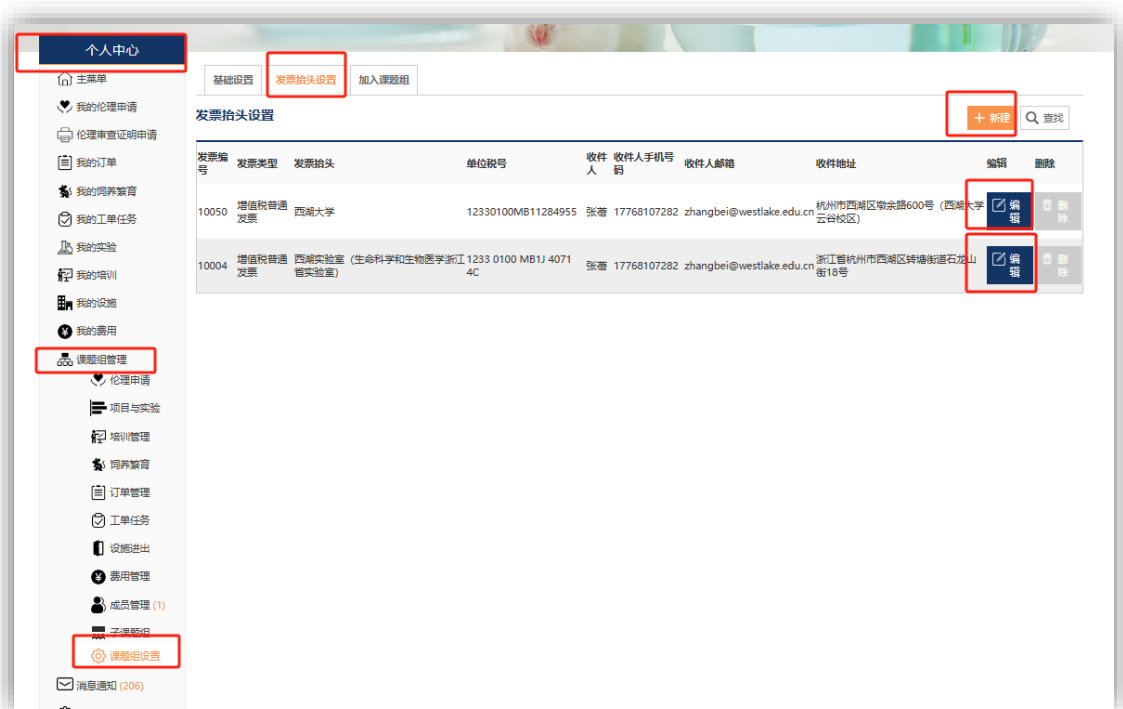 个人中心
主菜单
我的伦理申请
伦理审查证明申请
我的订单
我的饲养繁育
我的工单任务
我的实验
我的培训
我的设施
我的费用
课题组管理
伦理申请
项目与实验
培训管理
饲养繁育
订单管理
工单任务
设施进出
费用管理
成员管理 (1)
子课题组
课题组设置
消息通知 (206)
基础设置 发票抬头设置 加入课题组
发票抬头设置
新建 查找
发票编号 发票类型 发票抬头 单位税号 收件人 收件人手机号码 收件人邮箱 收件地址 编辑 删除
10050 增值税普通发票 西湖大学 12330100MB11284955 张蓓 17768107282 zhangbei@westlake.edu.cn 杭州市西湖区墩余路600号（西湖大学云谷校区） 编辑 删除
10004 增值税普通发票 西湖实验室（生命科学和生物医学浙江省实验室） 1233 0100 MB1J 4071 4C 张蓓 17768107282 zhangbei@westlake.edu.cn 浙江省杭州市西湖区转塘街道石龙山街18号 编辑 删除